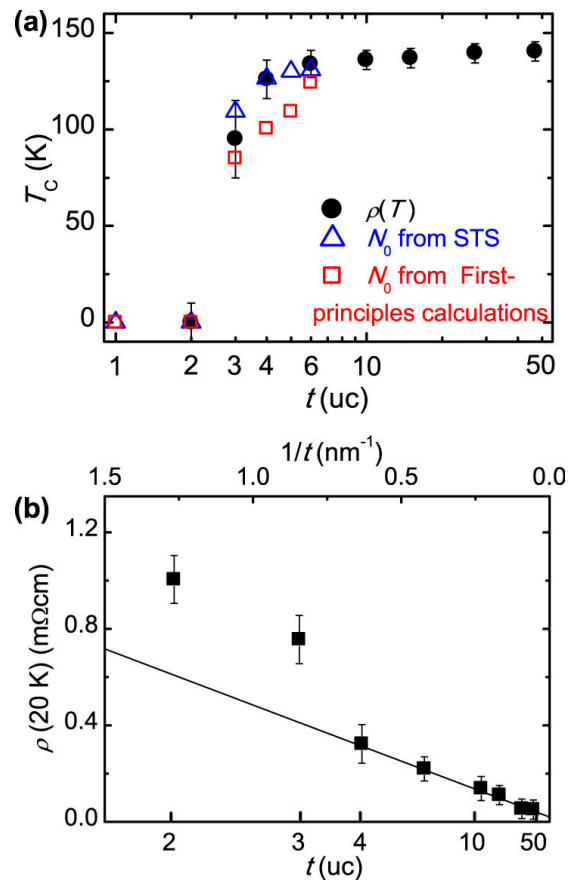 (a)
150
100
50
0
T_C (K)
ρ(T)
N_0 from STS
N_0 from First-
principles calculations
1 2 3 4 6 10 50
t (uc)
1/t (nm^-1)
1.5 1.0 0.5 0.0
(b)
1.2
0.8
0.4
0.0
ρ (20 K) (mΩcm)
2 3 4 10 50
t (uc)